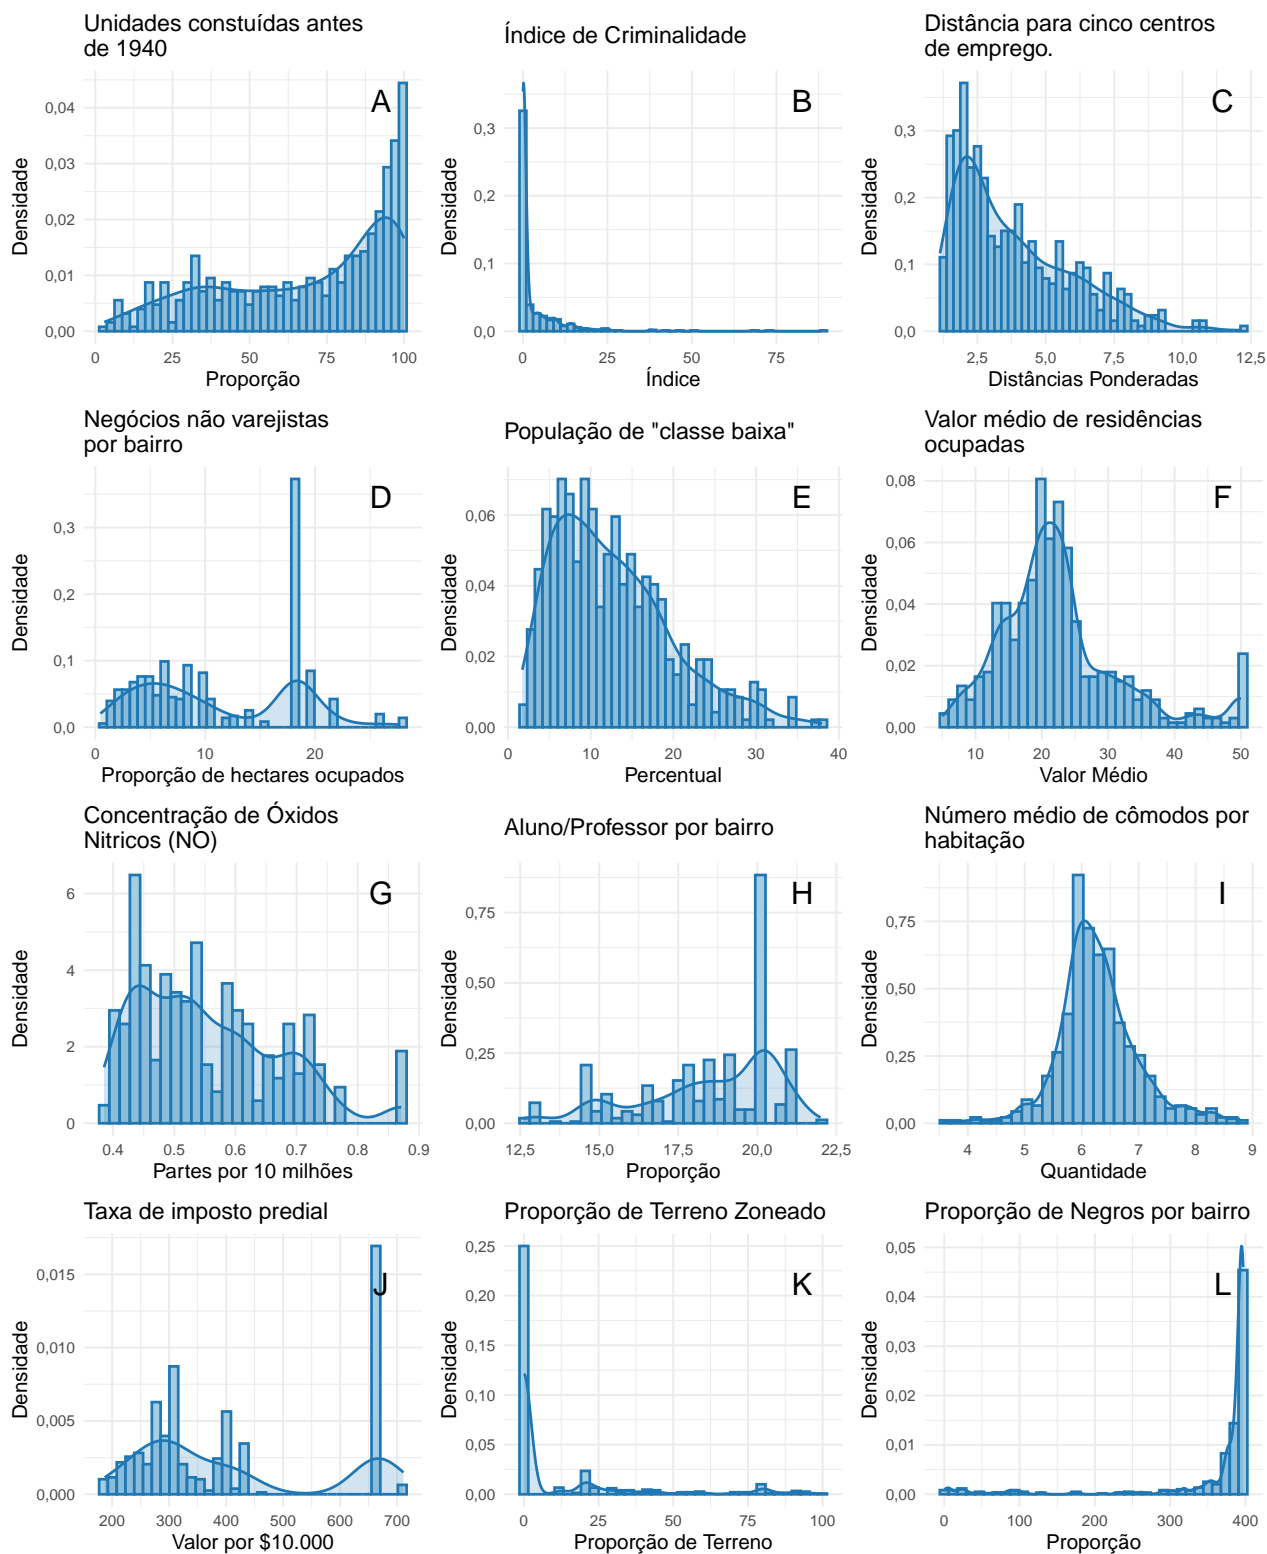 Unidades constuídas antes
de 1940
A
Densidade
0,04
0,03
0,02
0,01
0,00
0 25 50 75 100
Proporção
Índice de Criminalidade
B
Densidade
0,3
0,2
0,1
0,0
0 25 50 75
Índice
Distância para cinco centros
de emprego.
C
Densidade
0,3
0,2
0,1
0,0
2,5 5,0 7,5 10,0 12,5
Distâncias Ponderadas
Negócios não varejistas
por bairro
D
Densidade
0,3
0,2
0,1
0,0
0 10 20
Proporção de hectares ocupados
População de "classe baixa"
E
Densidade
0,06
0,04
0,02
0,00
0 10 20 30 40
Percentual
Valor médio de residências
ocupadas
F
Densidade
0,08
0,06
0,04
0,02
0,00
10 20 30 40 50
Valor Médio
Concentração de Óxidos
Nitricos (NO)
G
Densidade
6
4
2
0
0.4 0.5 0.6 0.7 0.8 0.9
Partes por 10 milhões
Aluno/Professor por bairro
H
Densidade
0,75
0,50
0,25
0,00
12,5 15,0 17,5 20,0 22,5
Proporção
Número médio de cômodos por
habitação
I
Densidade
0,75
0,50
0,25
0,00
4 5 6 7 8 9
Quantidade
Taxa de imposto predial
J
Densidade
0,015
0,010
0,005
0,000
200 300 400 500 600 700
Valor por $10.000
Proporção de Terreno Zoneado
K
Densidade
0,25
0,20
0,15
0,10
0,05
0,00
0 25 50 75 100
Proporção de Terreno
Proporção de Negros por bairro
L
Densidade
0,05
0,04
0,03
0,02
0,01
0,00
0 100 200 300 400
Proporção